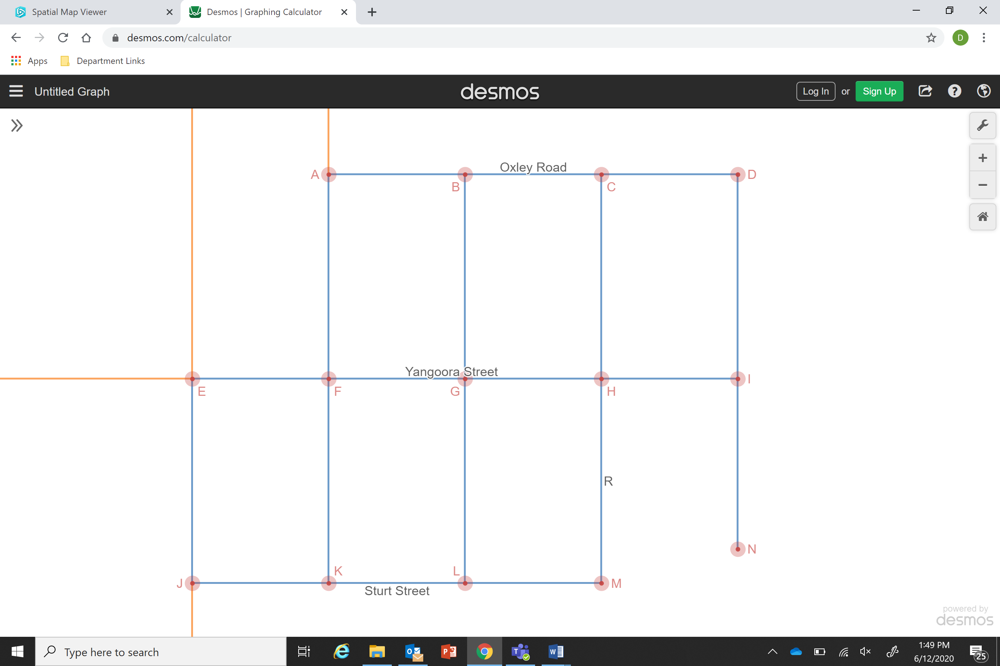 Spatial Map Viewer
Desmos | Graphing Calculator
desmos.com/calculator
D
Apps
Department Links
Untitled Graph
desmos
Log In
or
Sign Up
?
Oxley Road
A
B
C
D
Yangoora Street
E
F
G
H
I
R
N
J
K
L
M
Sturt Street
powered by
desmos
Type here to search
1:49 PM
6/12/2020
25